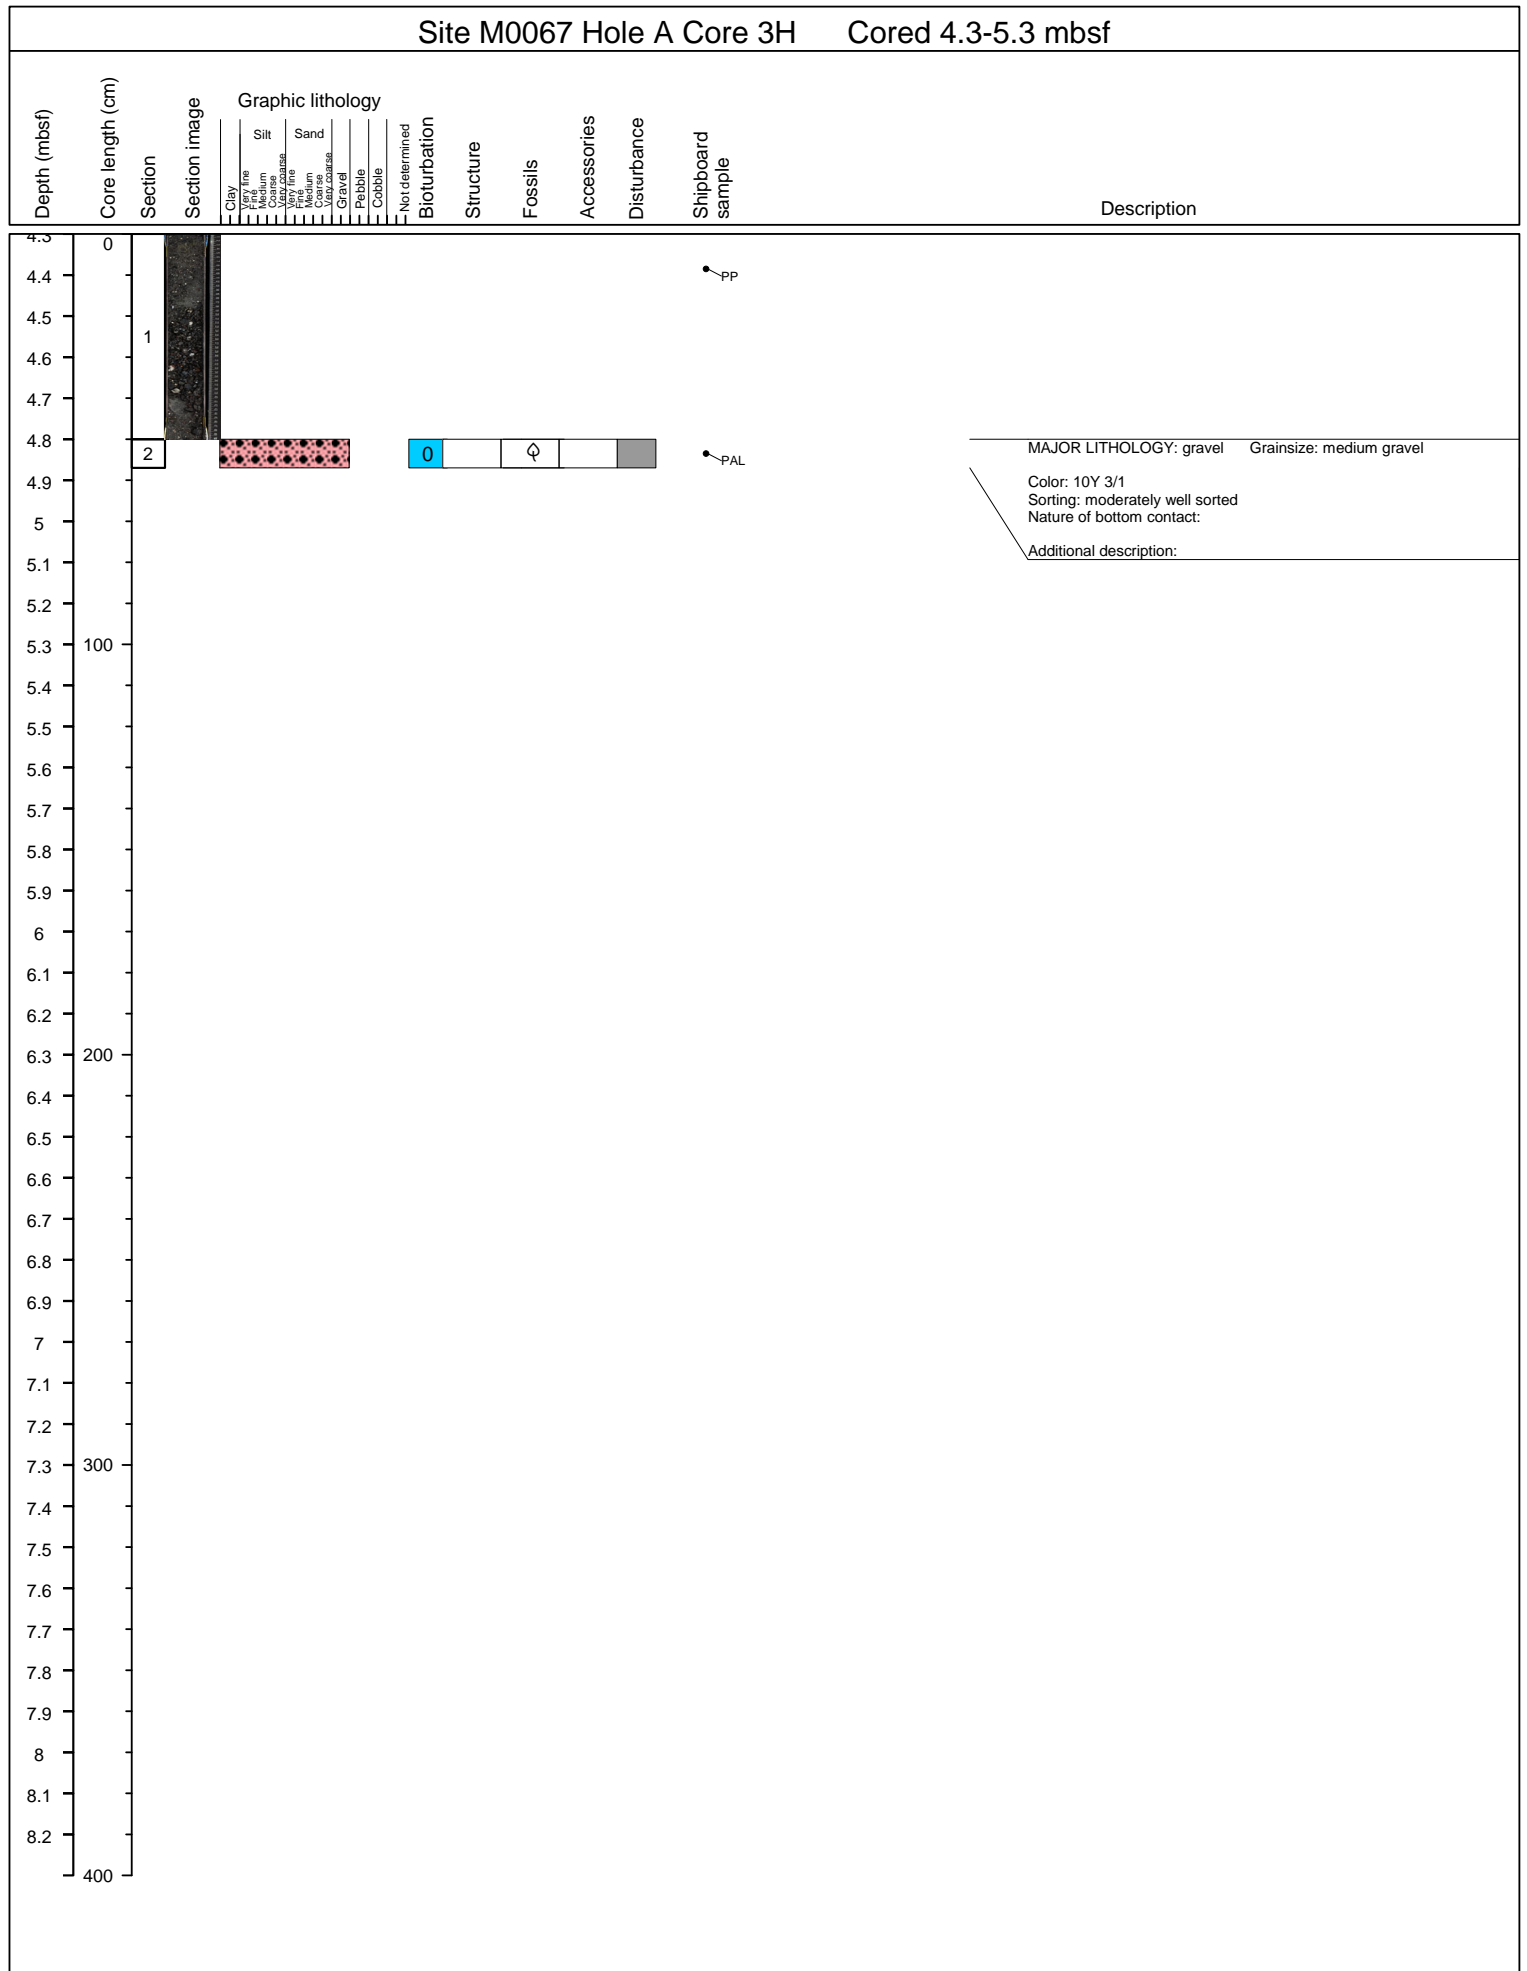 Site M0067 Hole A Core 3H Cored 4.3-5.3 mbsf
Depth (mbsf)
Core length (cm)
Section
Section image
Graphic lithology
Clay
Silt
Very fine
Fine
Medium
Coarse
Very coarse
Sand
Very fine
Fine
Medium
Coarse
Very coarse
Gravel
Pebble
Cobble
Not determined
Bioturbation
Structure
Fossils
Accessories
Disturbance
Shipboard
sample
Description
4.3 0
4.4 PP
4.5
1
4.6
4.7
4.8
2 0 PAL
MAJOR LITHOLOGY: gravel Grainsize: medium gravel
4.9
Color: 10Y 3/1
Sorting: moderately well sorted
Nature of bottom contact:
5
Additional description:
5.1
5.2
5.3 100
5.4
5.5
5.6
5.7
5.8
5.9
6
6.1
6.2
6.3 200
6.4
6.5
6.6
6.7
6.8
6.9
7
7.1
7.2
7.3 300
7.4
7.5
7.6
7.7
7.8
7.9
8
8.1
8.2
400